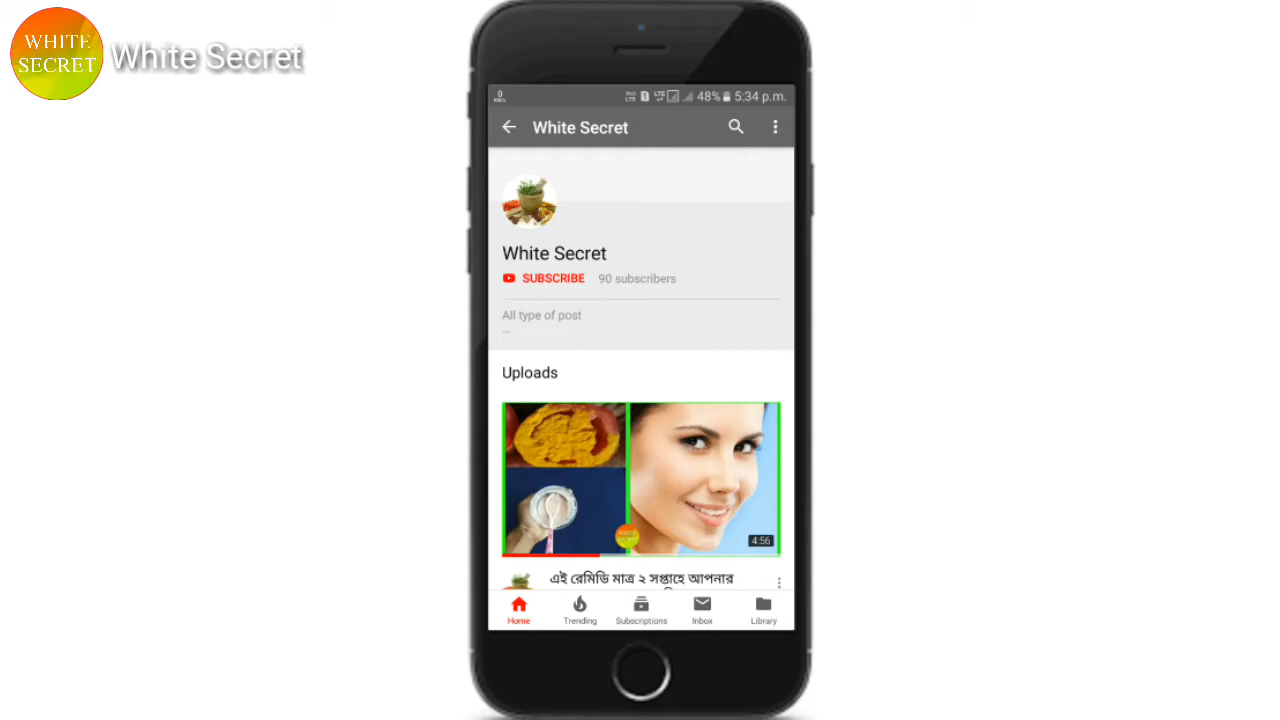 WHITE
SECRET
White Secret
0
48% 5:34 p.m.
White Secret
White Secret
SUBSCRIBE 90 subscribers
All type of post
Uploads
4:56
এই রেমিডি মাত্র ২ সপ্তাহে আপনার
Home Trending Subscriptions Inbox Library